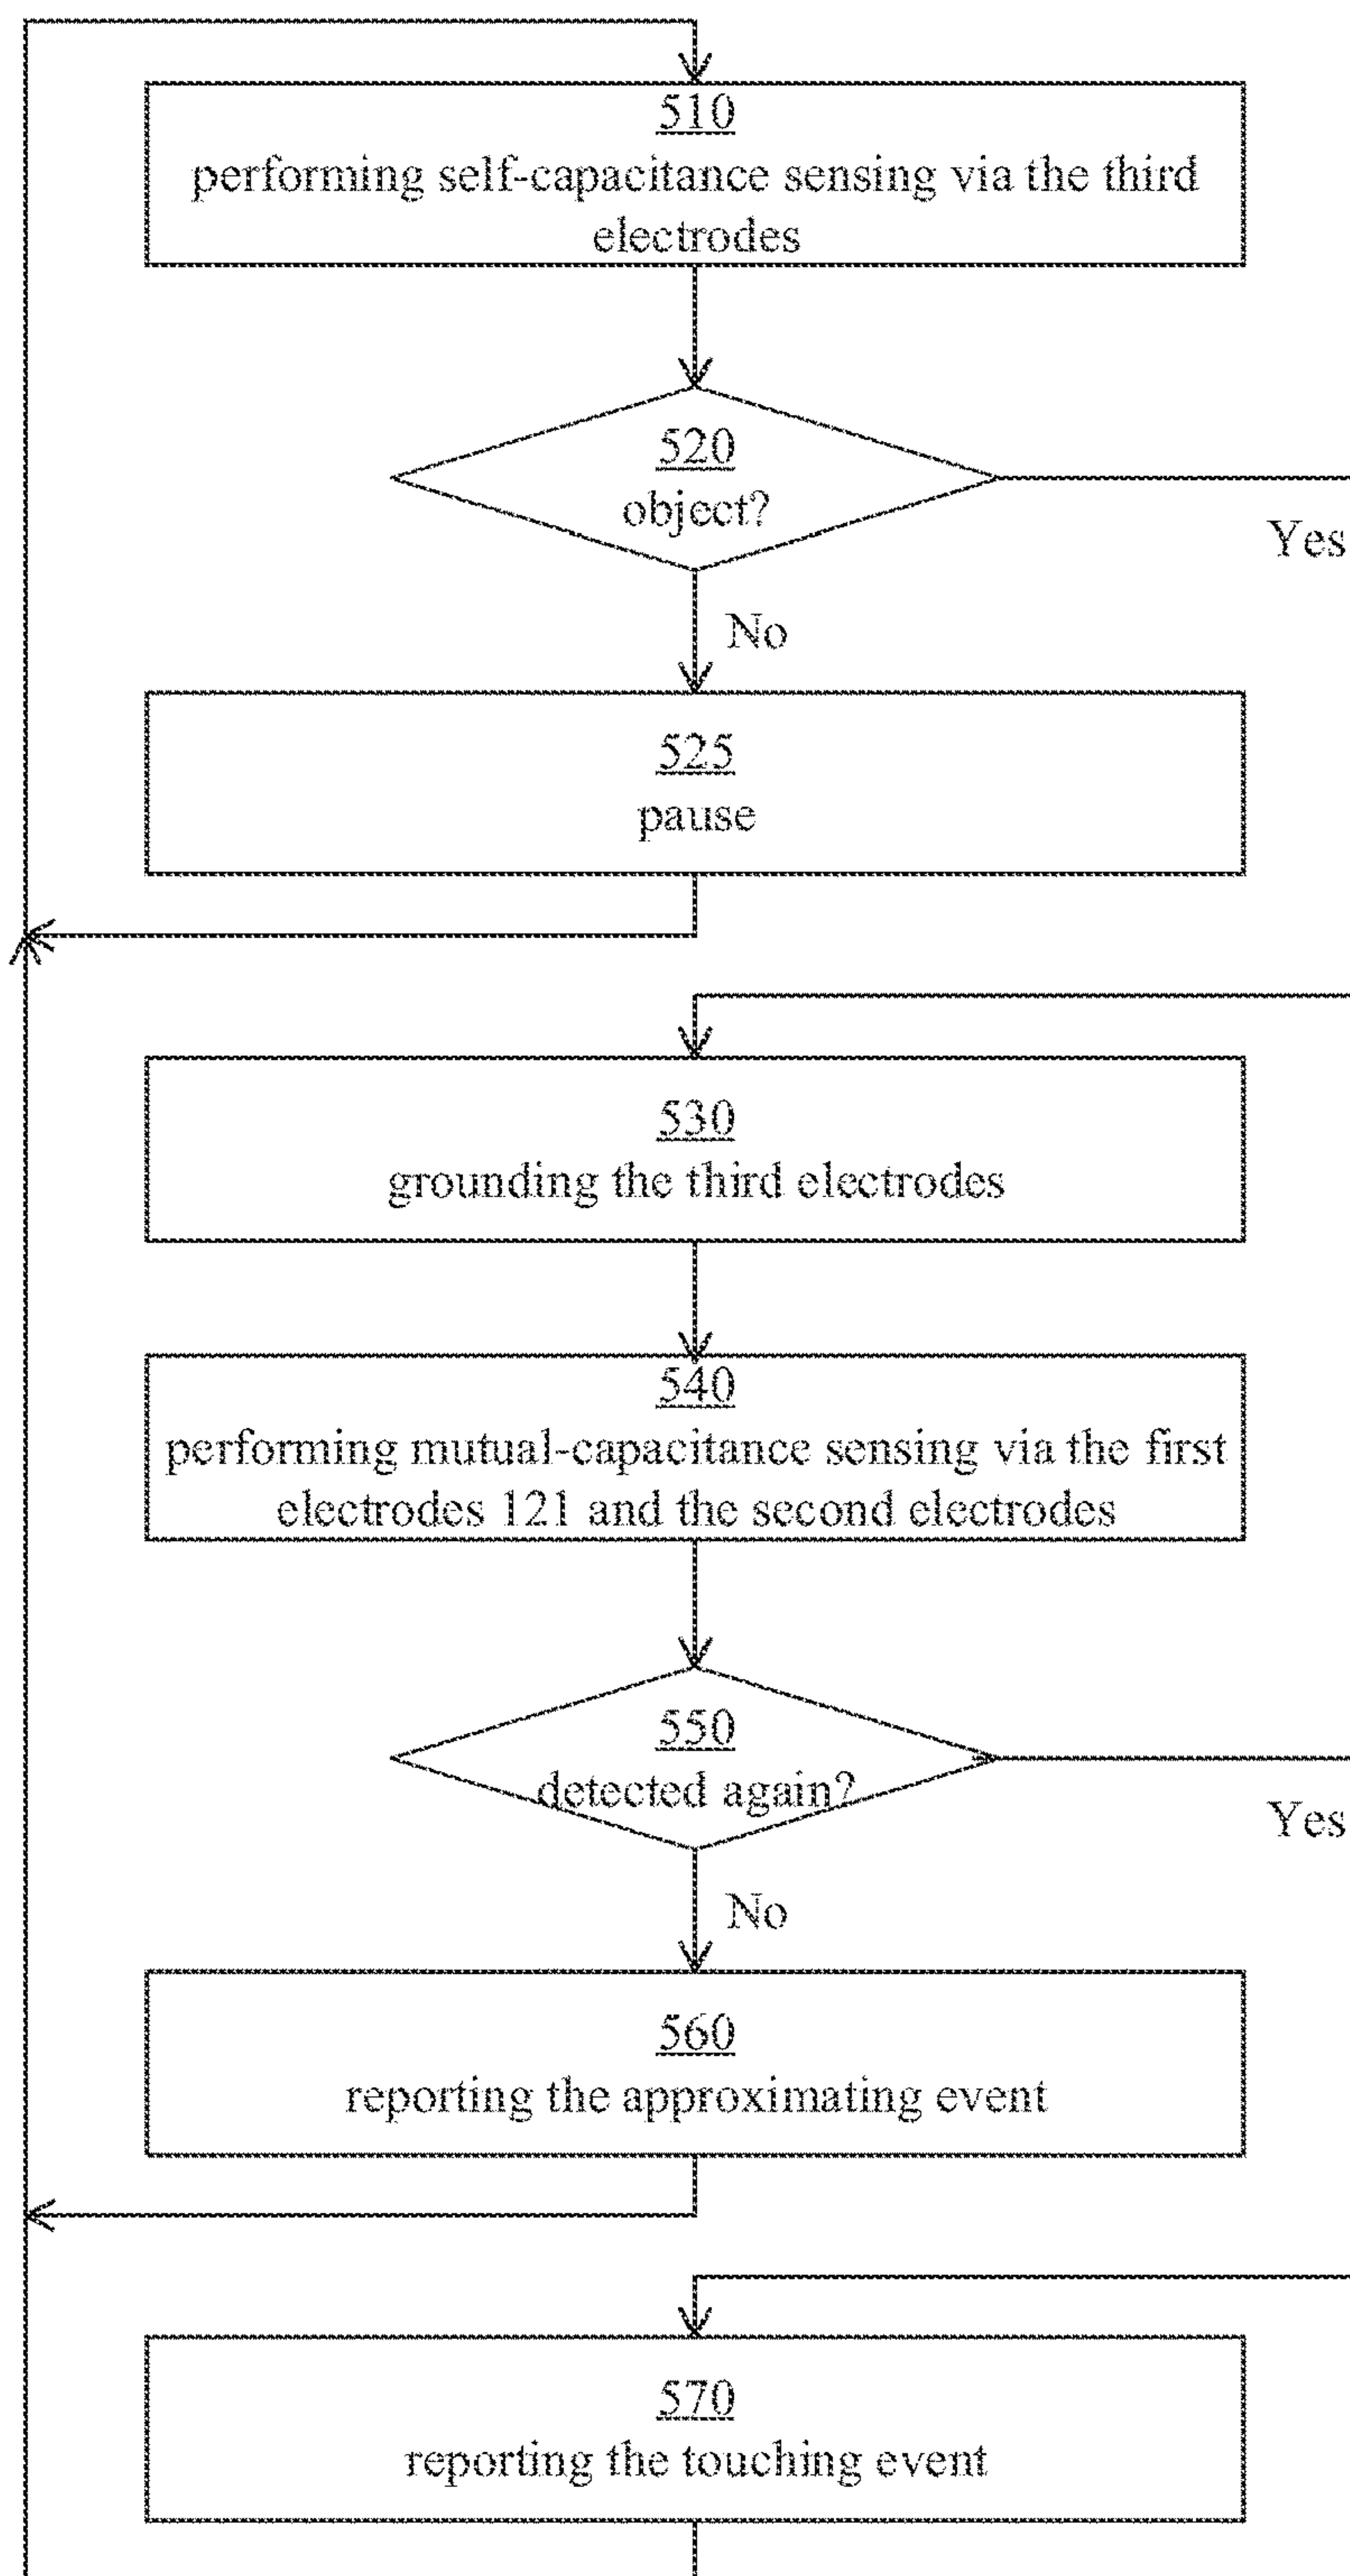 510
performing self-capacitance sensing via the third
electrodes
520
object?
Yes
No
525
pause
530
grounding the third electrodes
540
performing mutual-capacitance sensing via the first
electrodes 121 and the second electrodes
550
detected again?
Yes
No
560
reporting the approximating event
570
reporting the touching event